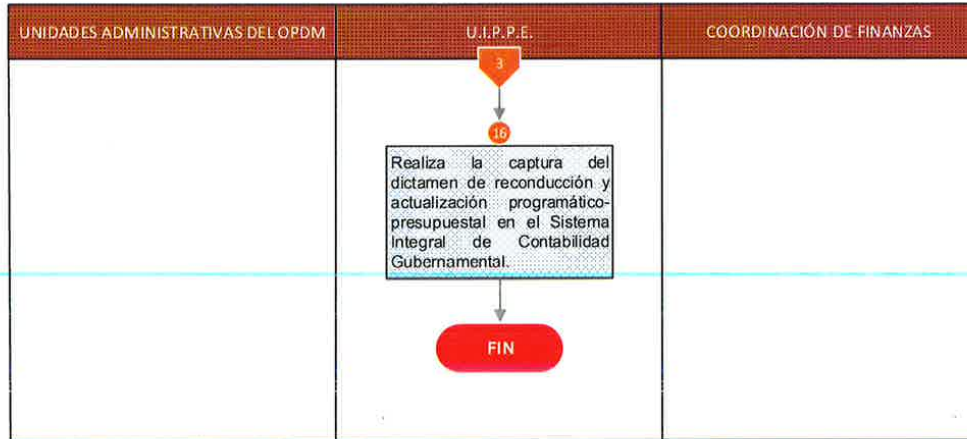 UNIDADES ADMINISTRATIVAS DEL OPDM
U.I.P.P.E.
COORDINACIÓN DE FINANZAS
3
16
Realiza la captura del
dictamen de reconducción y
actualización programático-
presupuestal en el Sistema
Integral de Contabilidad
Gubernamental.
FIN